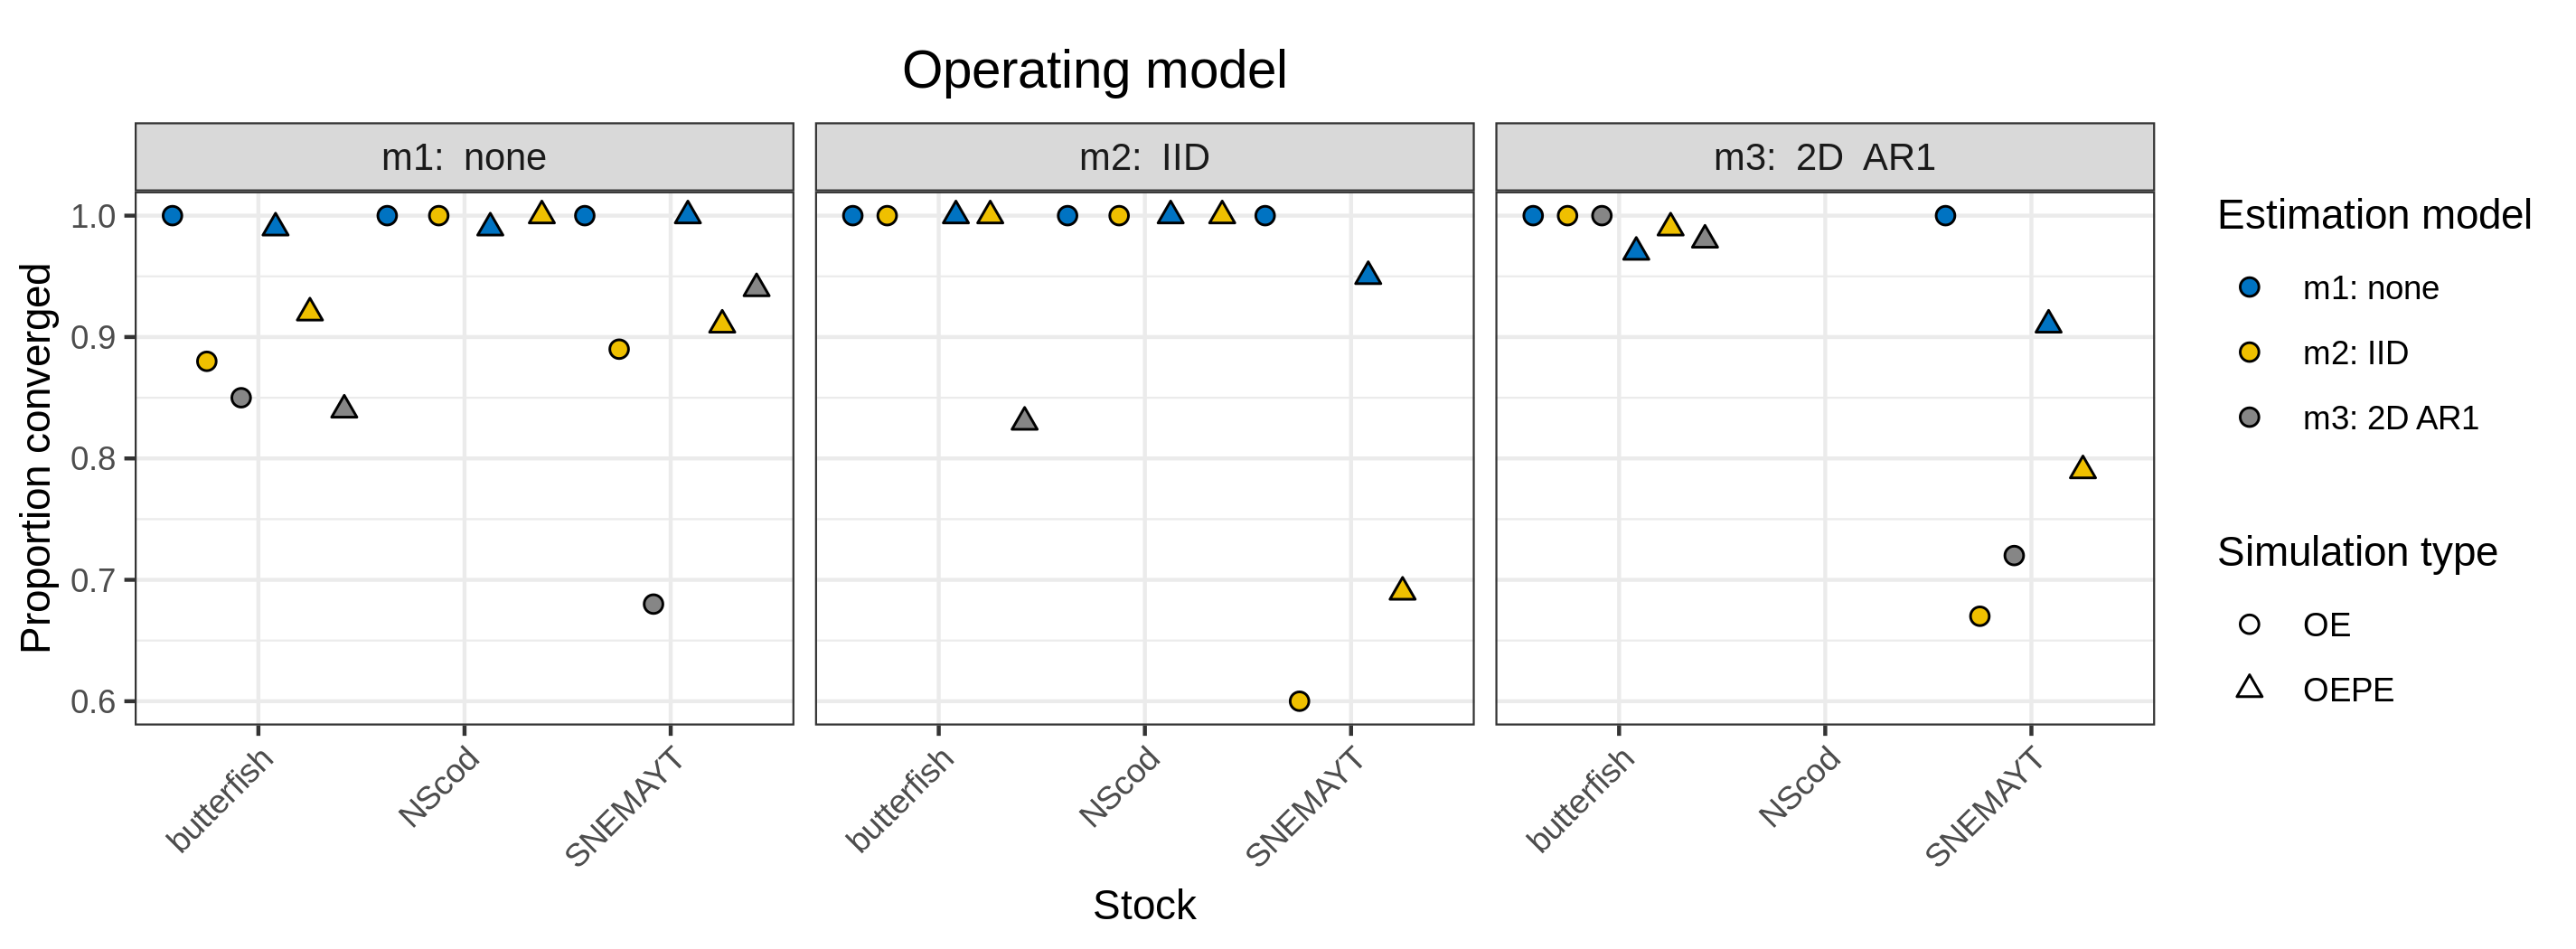 Operating model
m1: none
m2: IID
m3: 2D AR1
1.0
0.9
0.8
0.7
0.6
Proportion converged
butterfish
NScod
SNEMAYT
butterfish
NScod
SNEMAYT
butterfish
NScod
SNEMAYT
Stock
Estimation model
m1: none
m2: IID
m3: 2D AR1
Simulation type
OE
OEPE